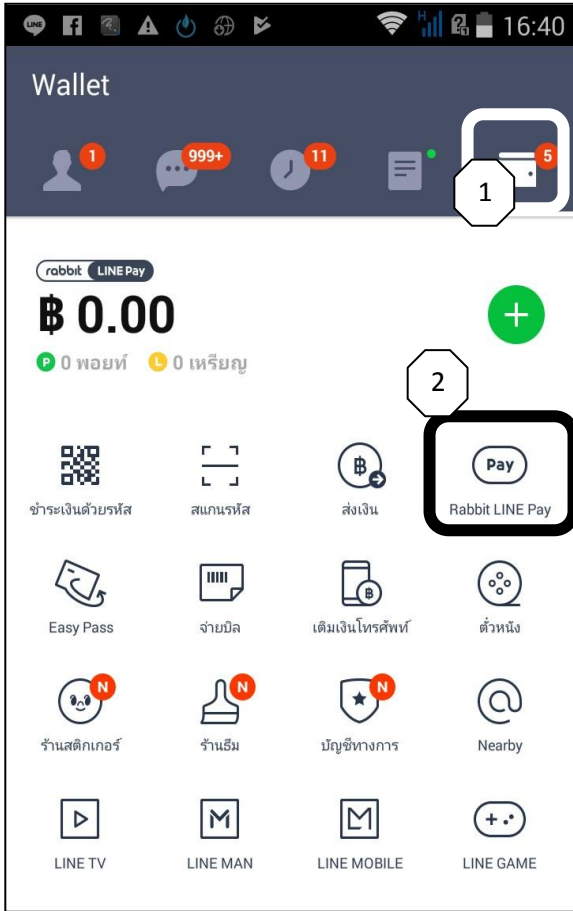 LINE 16:40
Wallet
1 999+ 11 5
1
rabbit LINE Pay
฿ 0.00
P 0 พอยท์ L 0 เหรียญ
2
Pay
ชำระเงินด้วยรหัส สแกนรหัส ส่งเงิน Rabbit LINE Pay
Easy Pass จ่ายบิล เติมเงินโทรศัพท์ ตั๋วหนัง
N N N
ร้านสติกเกอร์ ร้านธีม บัญชีทางการ Nearby
LINE TV LINE MAN LINE MOBILE LINE GAME